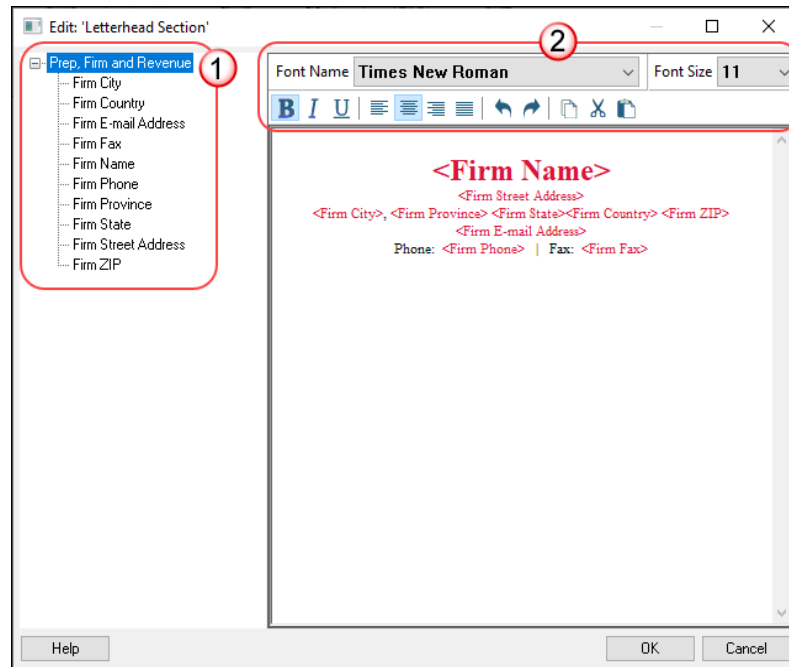 Edit: 'Letterhead Section'
Prep, Firm and Revenue
Firm City
Firm Country
Firm E-mail Address
Firm Fax
Firm Name
Firm Phone
Firm Province
Firm State
Firm Street Address
Firm ZIP
1
2
Font Name Times New Roman Font Size 11
B I U
<Firm Name>
<Firm Street Address>
<Firm City>, <Firm Province> <Firm State><Firm Country> <Firm ZIP>
<Firm E-mail Address>
Phone: <Firm Phone> | Fax: <Firm Fax>
Help OK Cancel